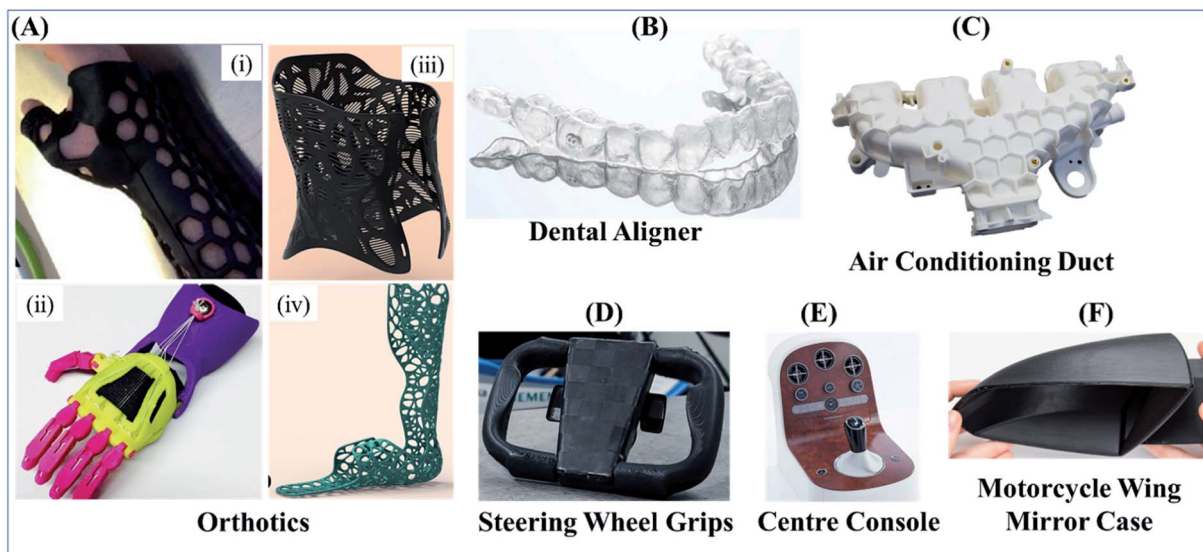 (A)
(i)
(iii)
(ii)
(iv)
Orthotics
(B)
Dental Aligner
(C)
Air Conditioning Duct
(D)
Steering Wheel Grips
(E)
Centre Console
(F)
Motorcycle Wing
Mirror Case